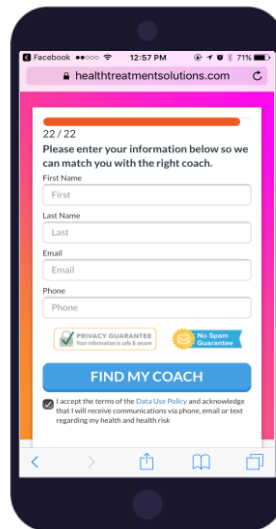 Facebook 12:57 PM 71%
healthtreatmentsolutions.com
22 / 22
Please enter your information below so we
can match you with the right coach.
First Name
First
Last Name
Last
Email
Email
Phone
Phone
PRIVACY GUARANTEE
Your information is safe & secure
No Spam
Guarantee
FIND MY COACH
I accept the terms of the Data Use Policy and acknowledge
that I will receive communications via phone, email or text
regarding my health and health risk